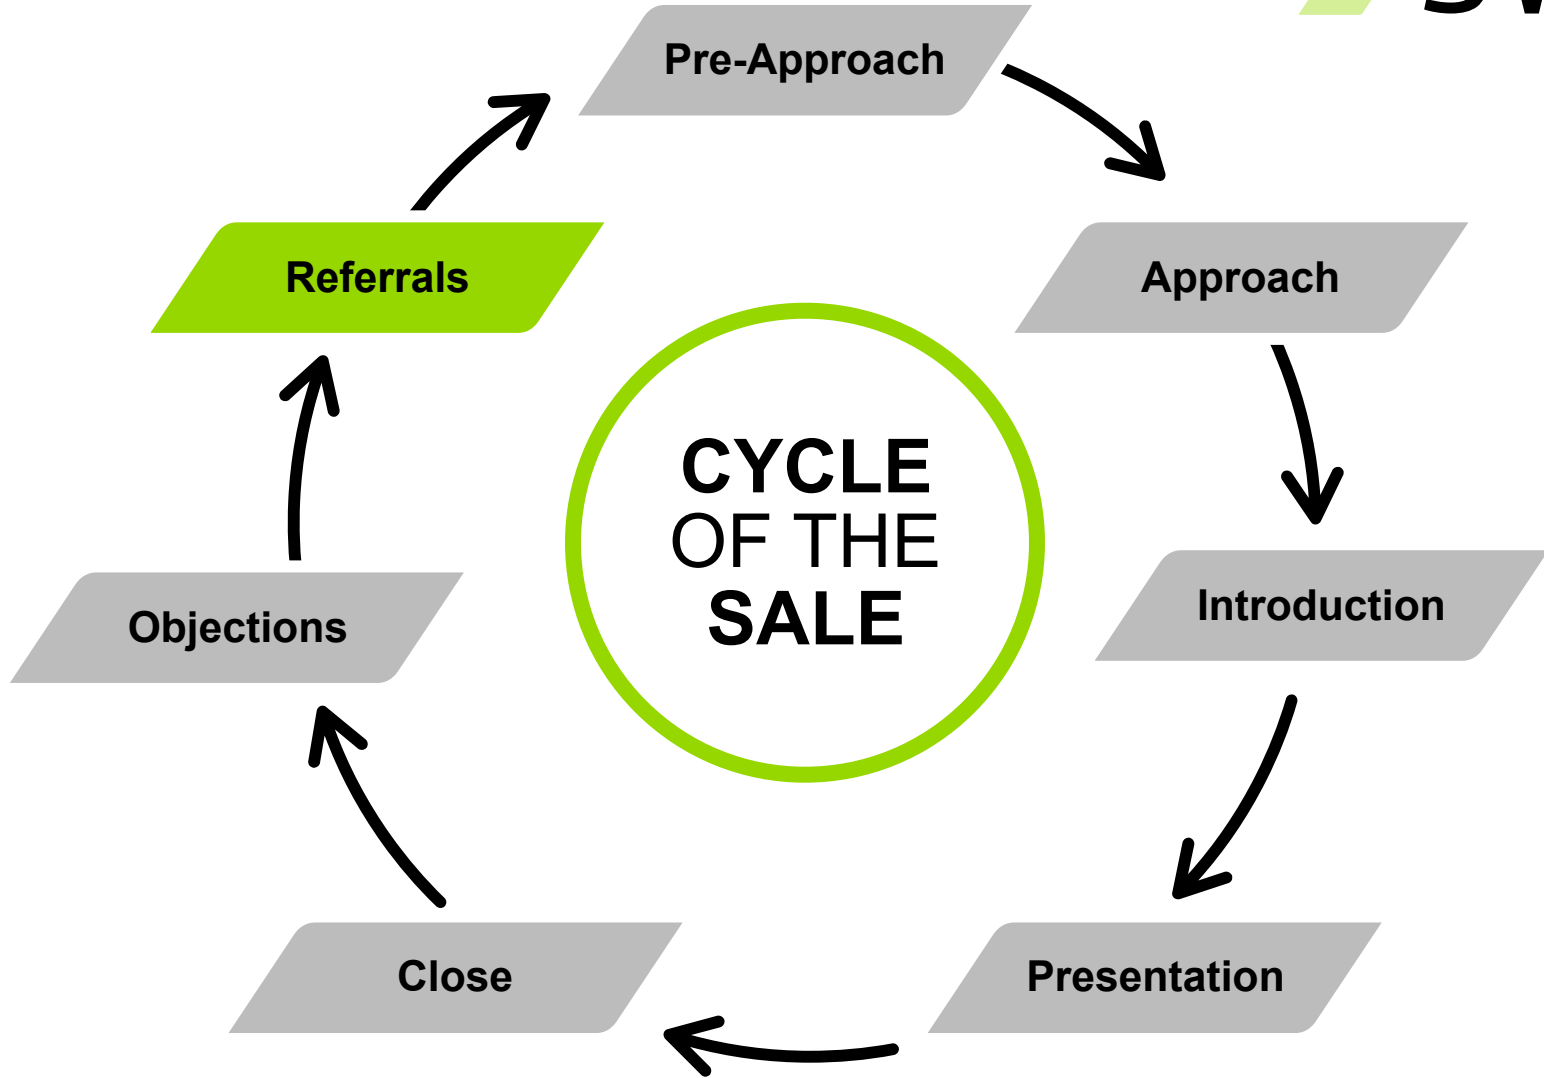 Pre-Approach
Approach
Introduction
Presentation
Close
Objections
Referrals
CYCLE
OF THE
SALE